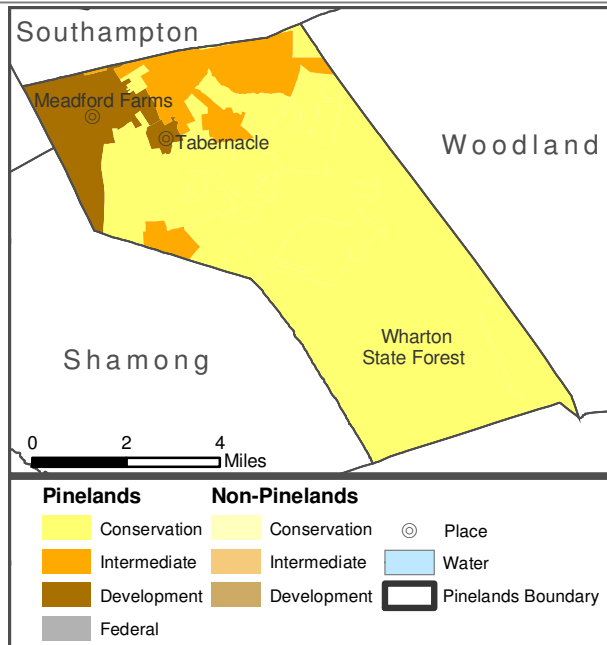 Southampton
Meadford Farms
Tabernacle
Woodland
Wharton
State Forest
Shamong
0 2 4
Miles
Pinelands
Non-Pinelands
Conservation
Conservation
Place
Intermediate
Intermediate
Water
Development
Development
Pinelands Boundary
Federal